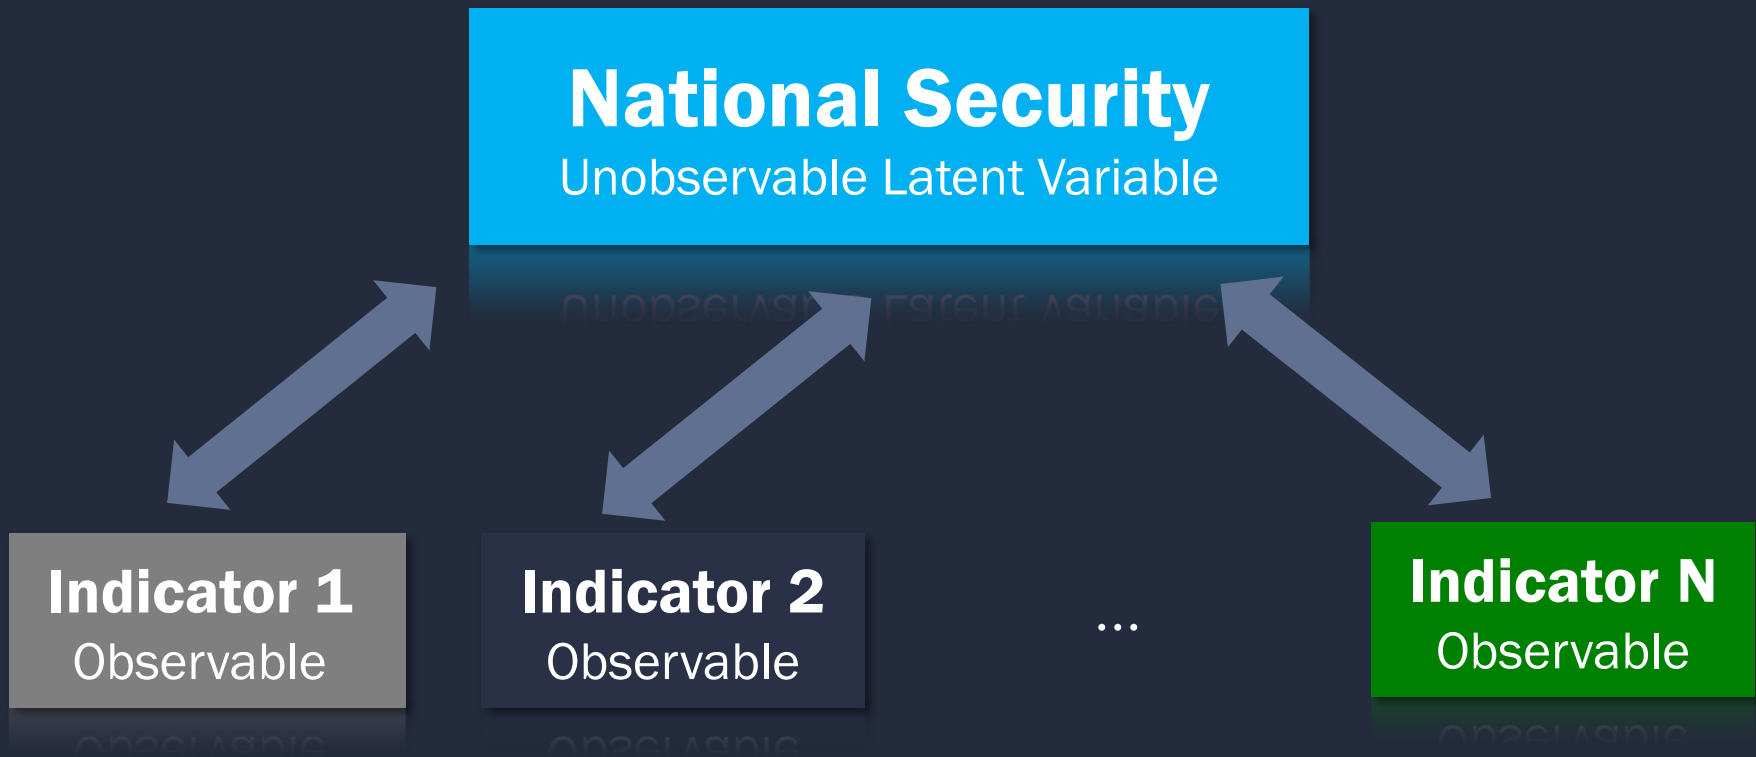 National Security
Unobservable Latent Variable
Indicator 1
Observable
Indicator 2
Observable
...
Indicator N
Observable